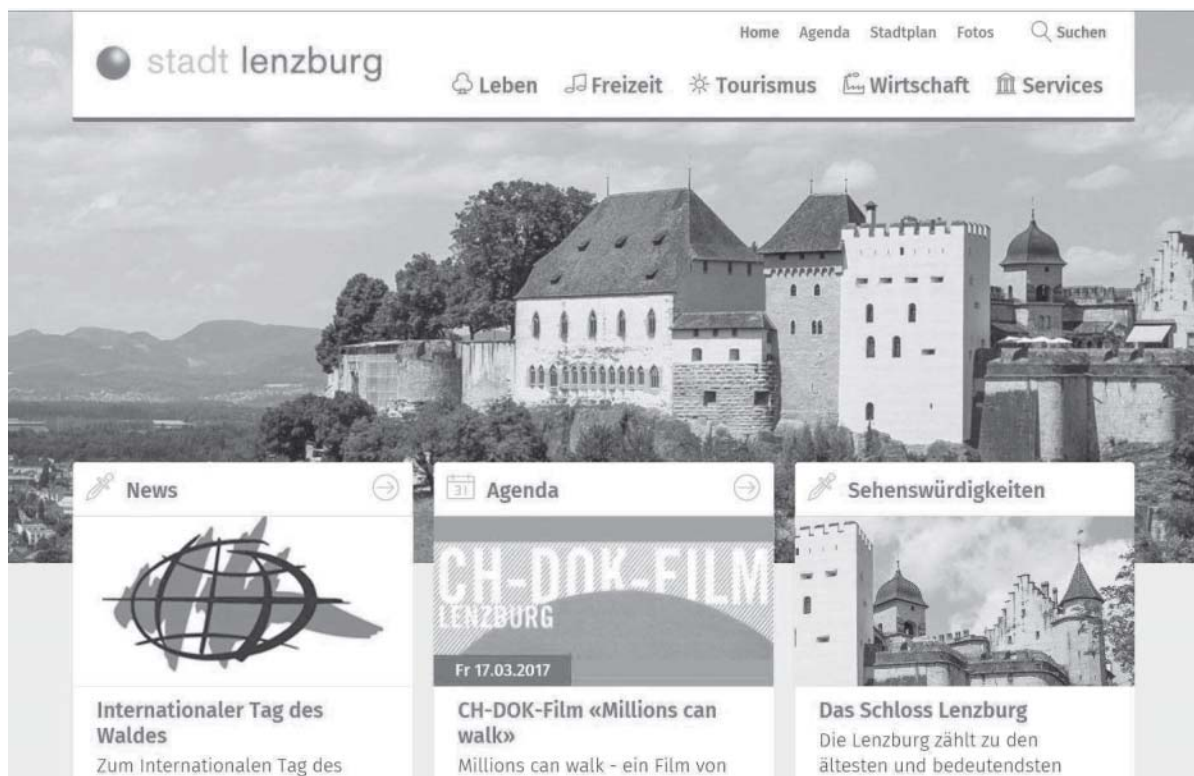 Home Agenda Stadtplan Fotos Suchen
stadt lenzburg
Leben Freizeit Tourismus Wirtschaft Services
News
31 Agenda
Sehenswürdigkeiten
CH-DOK-FILM
LENZBURG
Fr 17.03.2017
Internationaler Tag des
Waldes
Zum Internationalen Tag des
CH-DOK-Film «Millions can
walk»
Millions can walk - ein Film von
Das Schloss Lenzburg
Die Lenzburg zählt zu den
ältesten und bedeutendsten